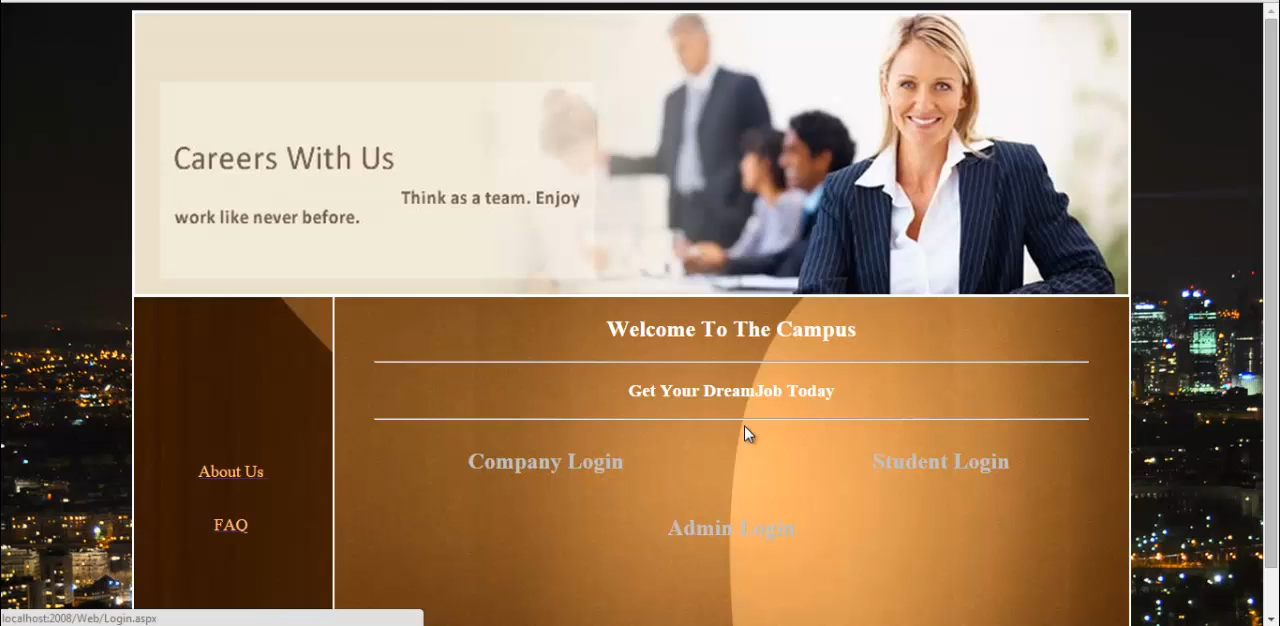 Careers With Us
Think as a team. Enjoy
work like never before.
Welcome To The Campus
Get Your DreamJob Today
Company Login
Student Login
About Us
FAQ
Admin Login
localhost:2008/Web/Login.aspx